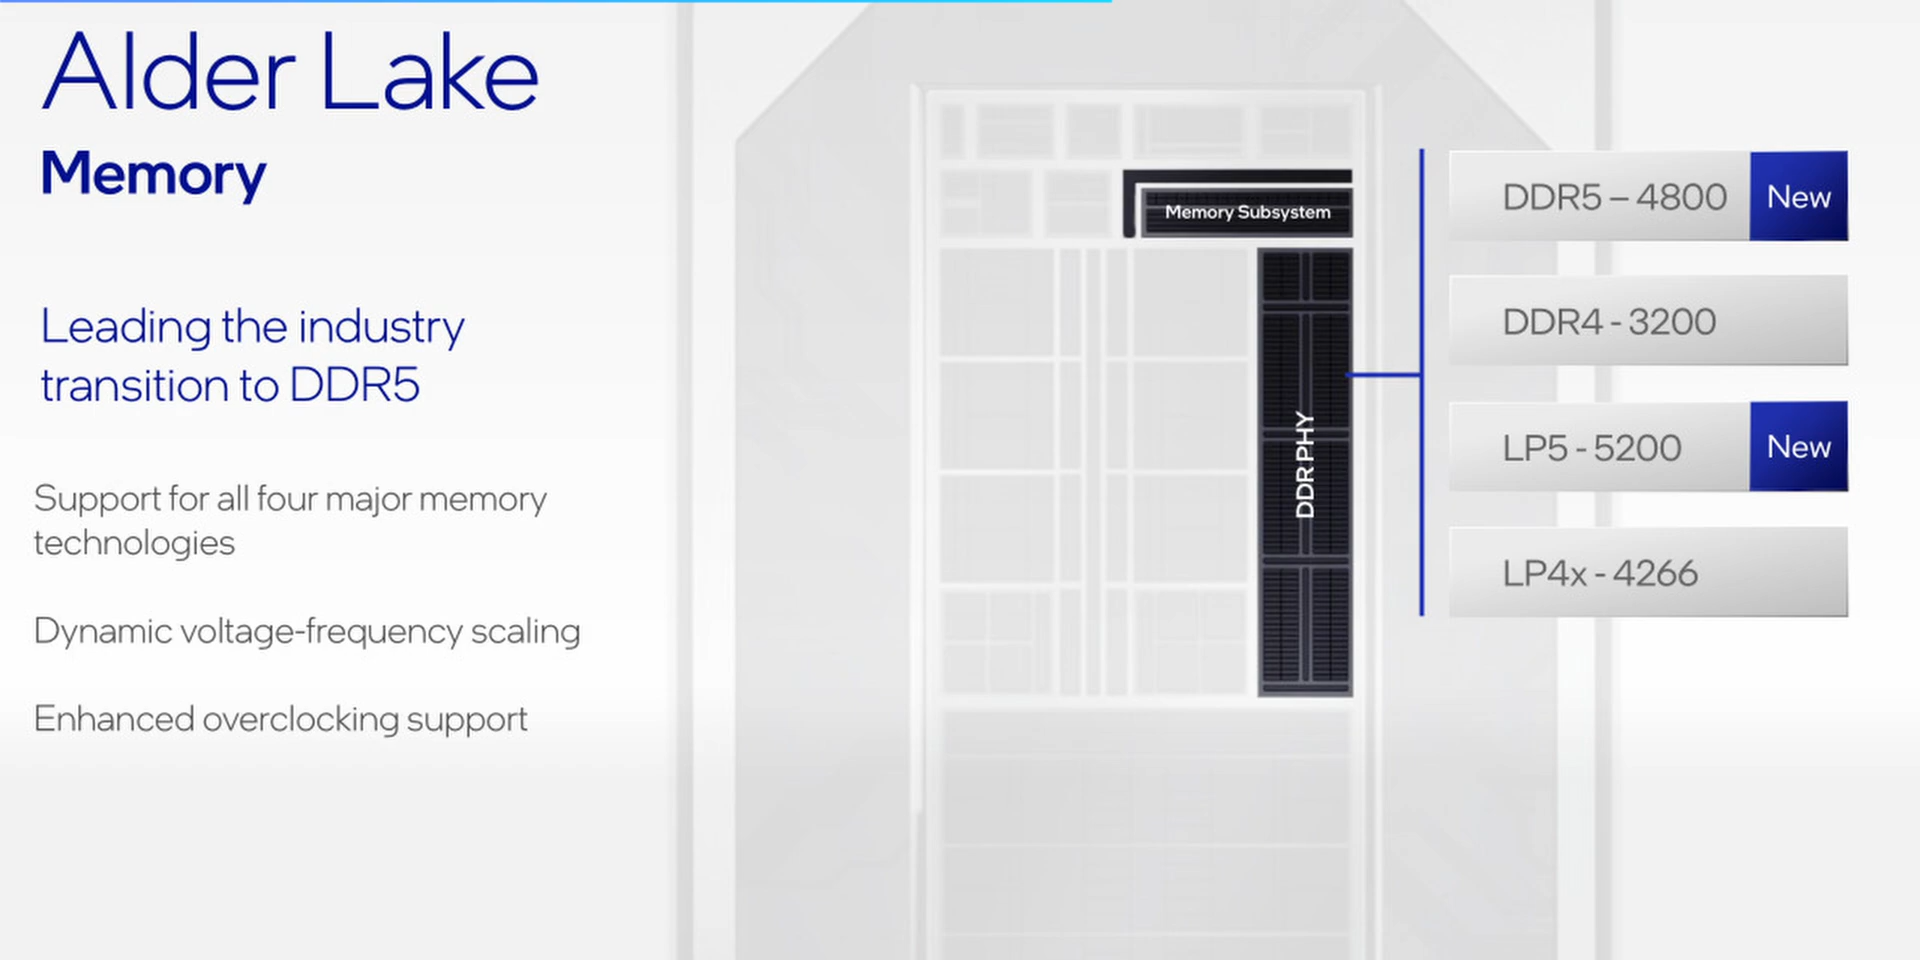 Alder Lake
Memory
Leading the industry
transition to DDR5
Support for all four major memory
technologies
Dynamic voltage-frequency scaling
Enhanced overclocking support
Memory Subsystem
DDR PHY
DDR5 – 4800 New
DDR4 - 3200
LP5 - 5200 New
LP4x - 4266